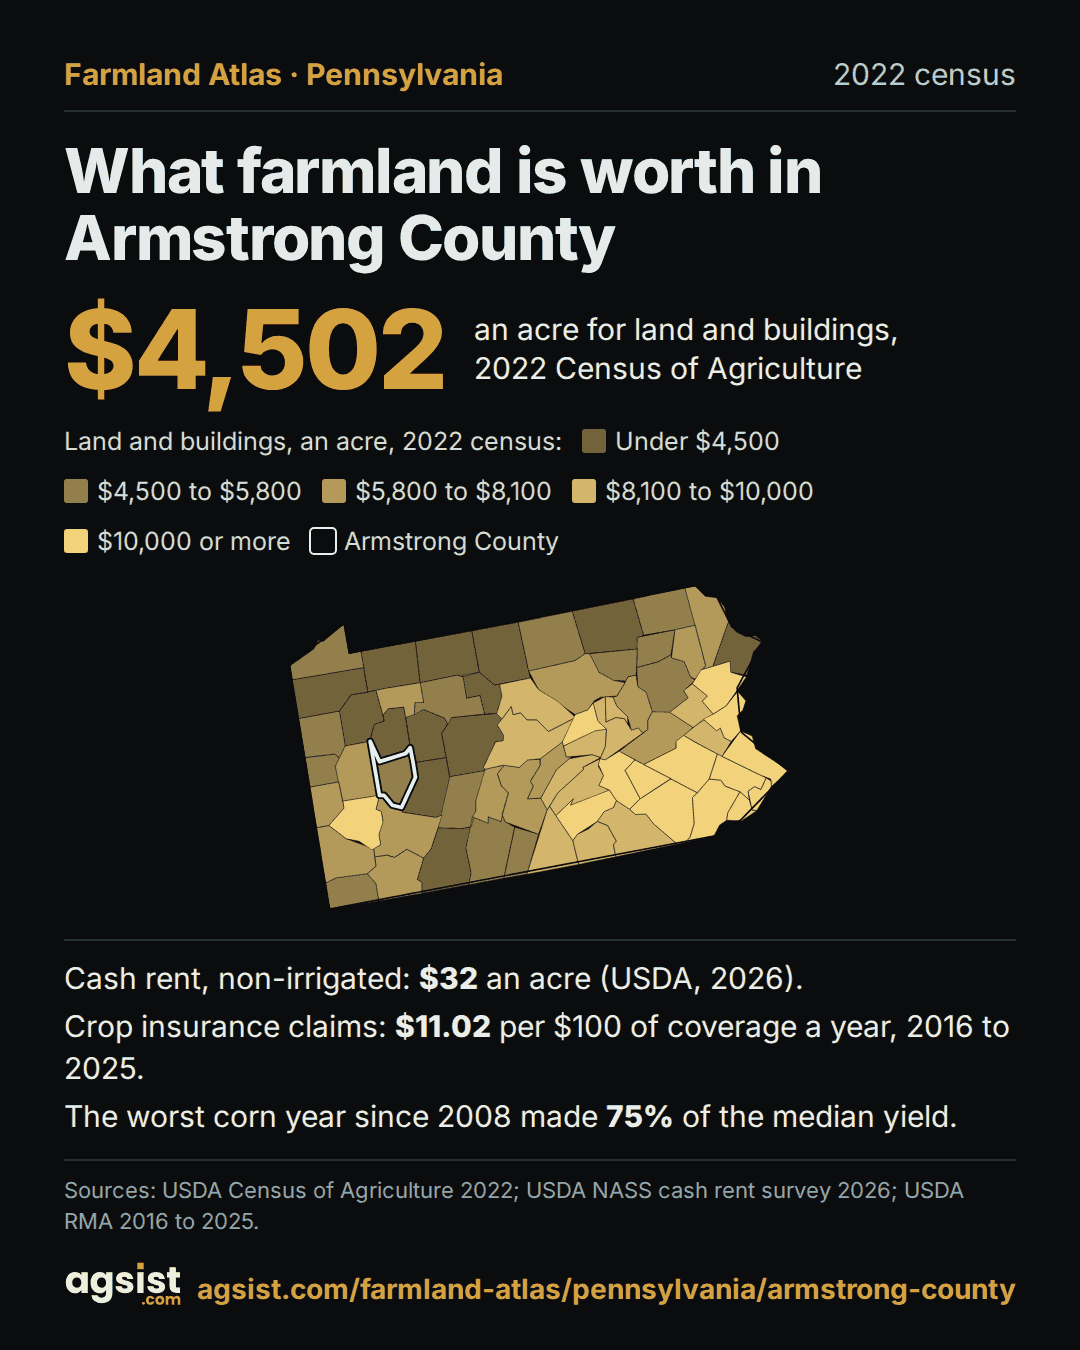 Farmland Atlas · Pennsylvania
2022 census
What farmland is worth in
Armstrong County
$4,502
an acre for land and buildings,
2022 Census of Agriculture
Land and buildings, an acre, 2022 census:
Under $4,500
$4,500 to $5,800
$5,800 to $8,100
$8,100 to $10,000
$10,000 or more
Armstrong County
Cash rent, non-irrigated: $32 an acre (USDA, 2026).
Crop insurance claims: $11.02 per $100 of coverage a year, 2016 to
2025.
The worst corn year since 2008 made 75% of the median yield.
Sources: USDA Census of Agriculture 2022; USDA NASS cash rent survey 2026; USDA
RMA 2016 to 2025.
agsist
.com
agsist.com/farmland-atlas/pennsylvania/armstrong-county